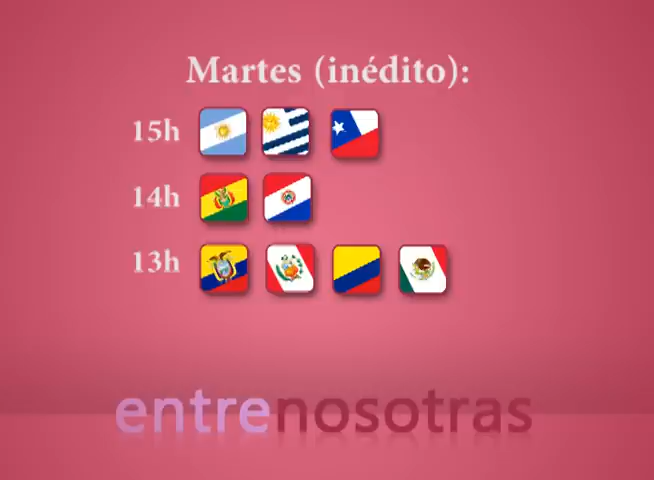 Martes (inédito):
15h
14h
13h
entrenosotras